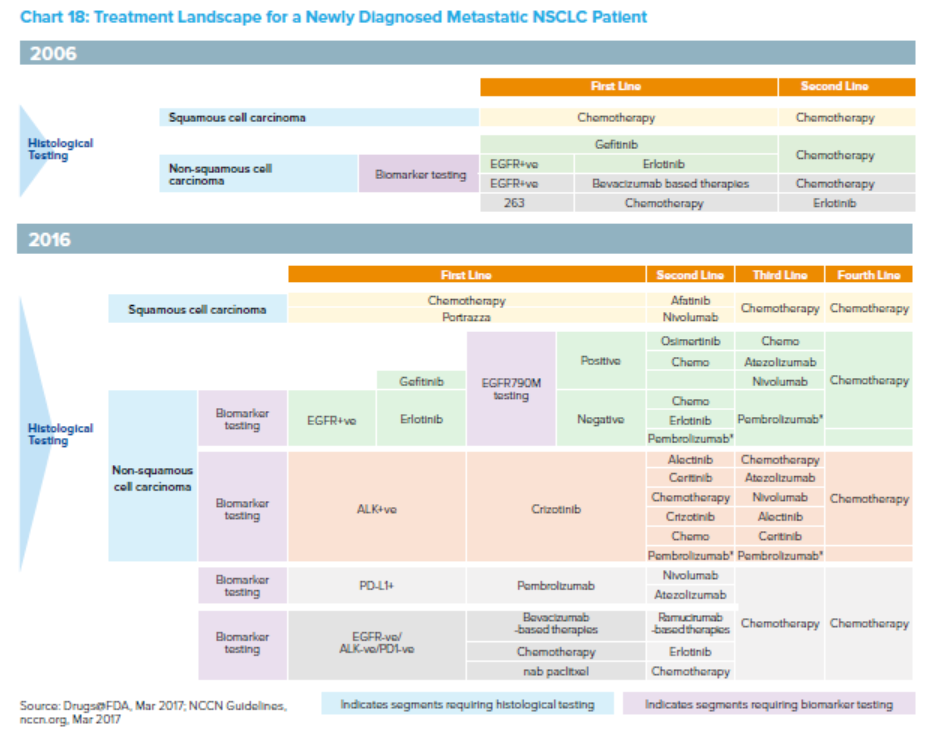 Chart 18: Treatment Landscape for a Newly Diagnosed Metastatic NSCLC Patient
2006
First Line Second Line
Squamous cell carcinoma Chemotherapy Chemotherapy
Histological
Testing
Non-squamous cell
carcinoma
Biomarker testing
Gefitinib
Chemotherapy
EGFR+ve Erlotinib
EGFR+ve Bevacizumab based therapies Chemotherapy
263 Chemotherapy Erlotinib
2016
First Line Second Line Third Line Fourth Line
Squamous cell carcinoma
Chemotherapy
Portrazza
Afatinib
Nivolumab
Chemotherapy Chemotherapy
Histological
Testing
Non-squamous
cell carcinoma
Biomarker
testing
EGFR+ve
Gefitinib
Erlotinib
EGFR790M
testing
Positive
Negative
Osimertinib
Chemo
Chemo
Erlotinib
Pembrolizumab*
Chemo
Atezolizumab
Nivolumab
Pembrolizumab*
Chemotherapy
Biomarker
testing
ALK+ve
Crizotinib
Alectinib
Ceritinib
Chemotherapy
Crizotinib
Chemo
Pembrolizumab*
Chemotherapy
Atezolizumab
Nivolumab
Alectinib
Ceritinib
Pembrolizumab*
Chemotherapy
Biomarker
testing
PD-L1+
Pembrolizumab
Nivolumab
Atezolizumab
Biomarker
testing
EGFR-ve/
ALK-ve/PD1-ve
Bevacizumab
-based therapies
Chemotherapy
nab paclitxel
Ramucirumab
-based therapies
Erlotinib
Chemotherapy
Chemotherapy Chemotherapy
Source: Drugs@FDA, Mar 2017; NCCN Guidelines,
nccn.org, Mar 2017
Indicates segments requiring histological testing
Indicates segments requiring biomarker testing